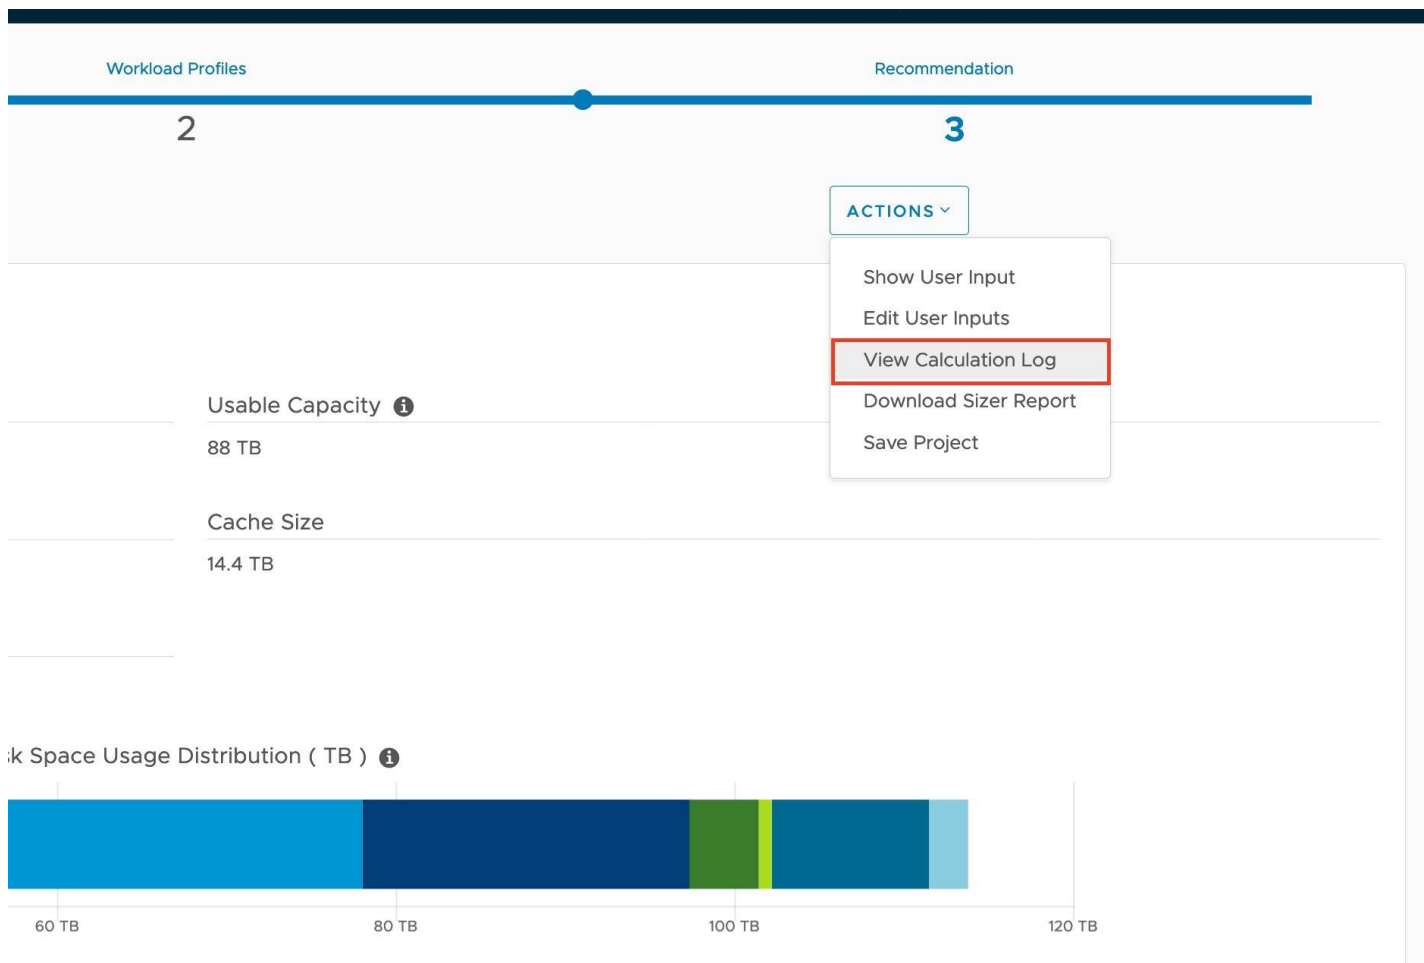 Workload Profiles
Recommendation
2
3
ACTIONS
Show User Input
Edit User Inputs
View Calculation Log
Download Sizer Report
Save Project
Usable Capacity
88 TB
Cache Size
14.4 TB
k Space Usage Distribution ( TB )
60 TB
80 TB
100 TB
120 TB